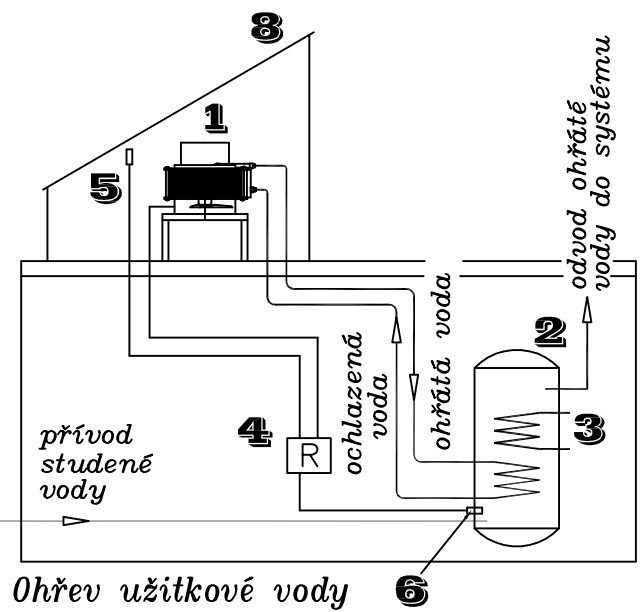 8
1
5
odvod ohřáté
vody do systému
2
3
ohřátá voda
ochlazená
voda
4
R
přívod
studené
vody
6
Ohřev užitkové vody